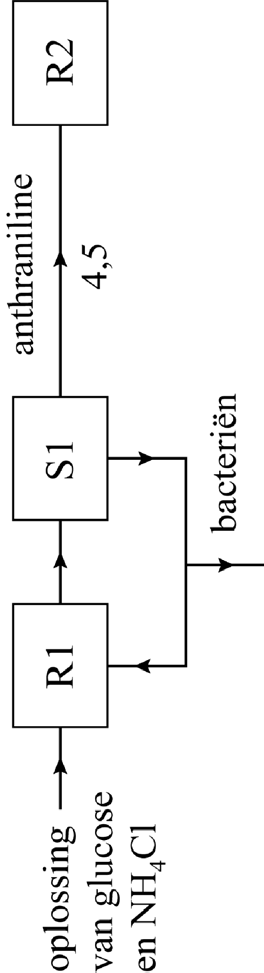 oplossing
van glucose
en NH₄Cl
R1
S1
bacteriën
anthraniline
4,5
R2